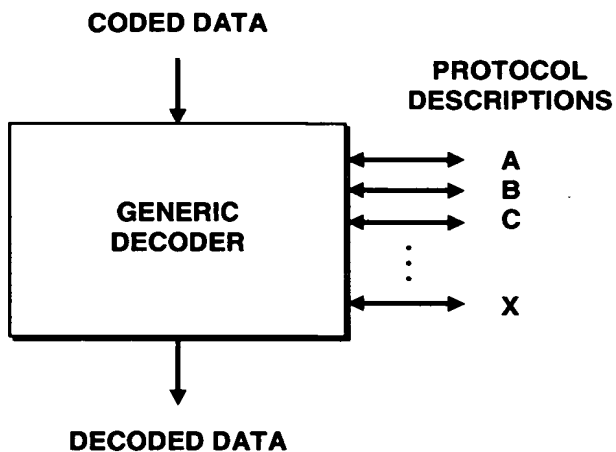 CODED DATA
PROTOCOL
DESCRIPTIONS
A
B
C
X
GENERIC
DECODER
DECODED DATA